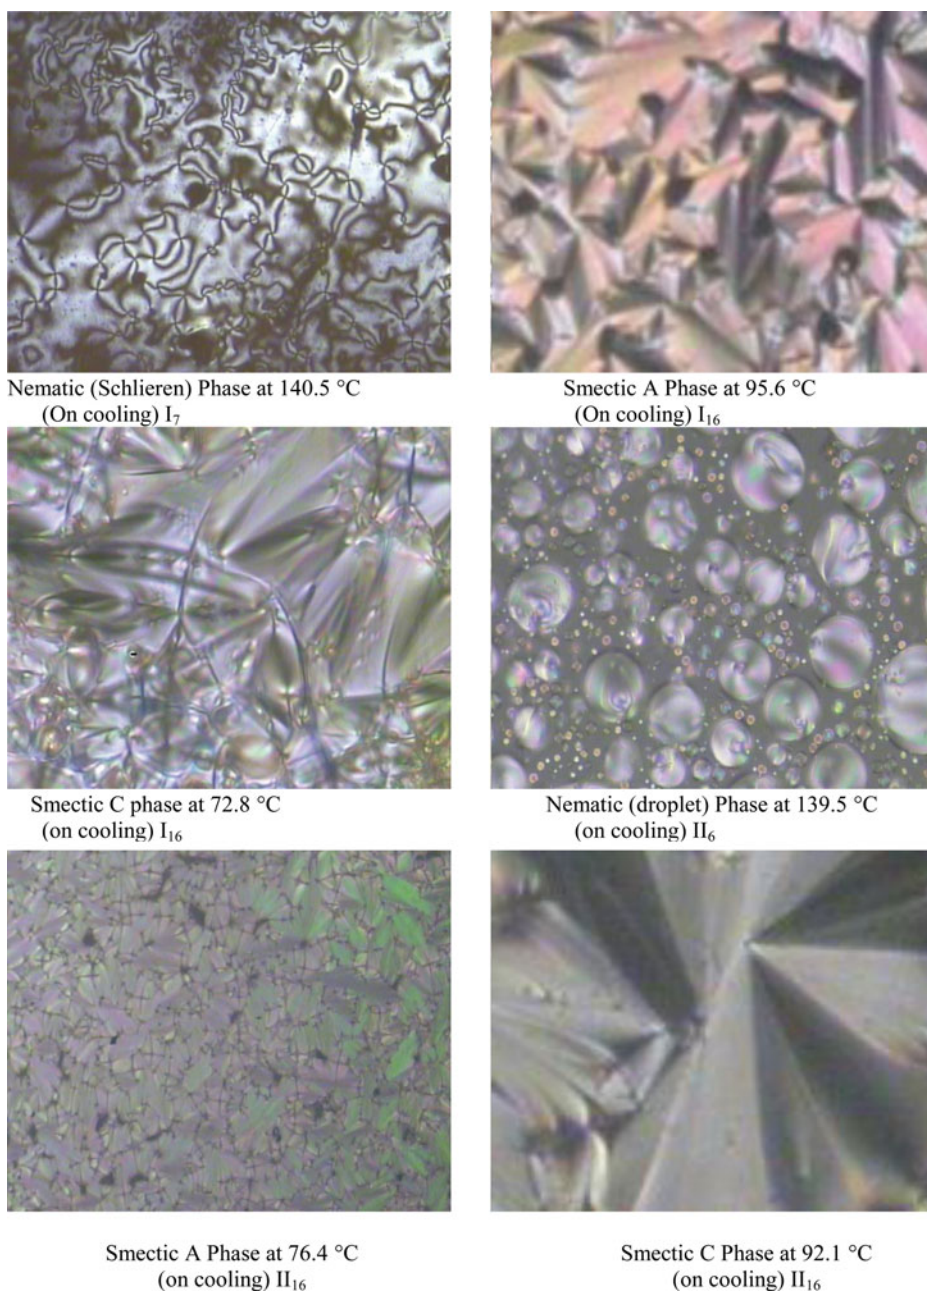 Nematic (Schlieren) Phase at 140.5 °C
(On cooling) I₇
Smectic A Phase at 95.6 °C
(On cooling) I₁₆
Smectic C phase at 72.8 °C
(on cooling) I₁₆
Nematic (droplet) Phase at 139.5 °C
(on cooling) II₆
Smectic A Phase at 76.4 °C
(on cooling) II₁₆
Smectic C Phase at 92.1 °C
(on cooling) II₁₆